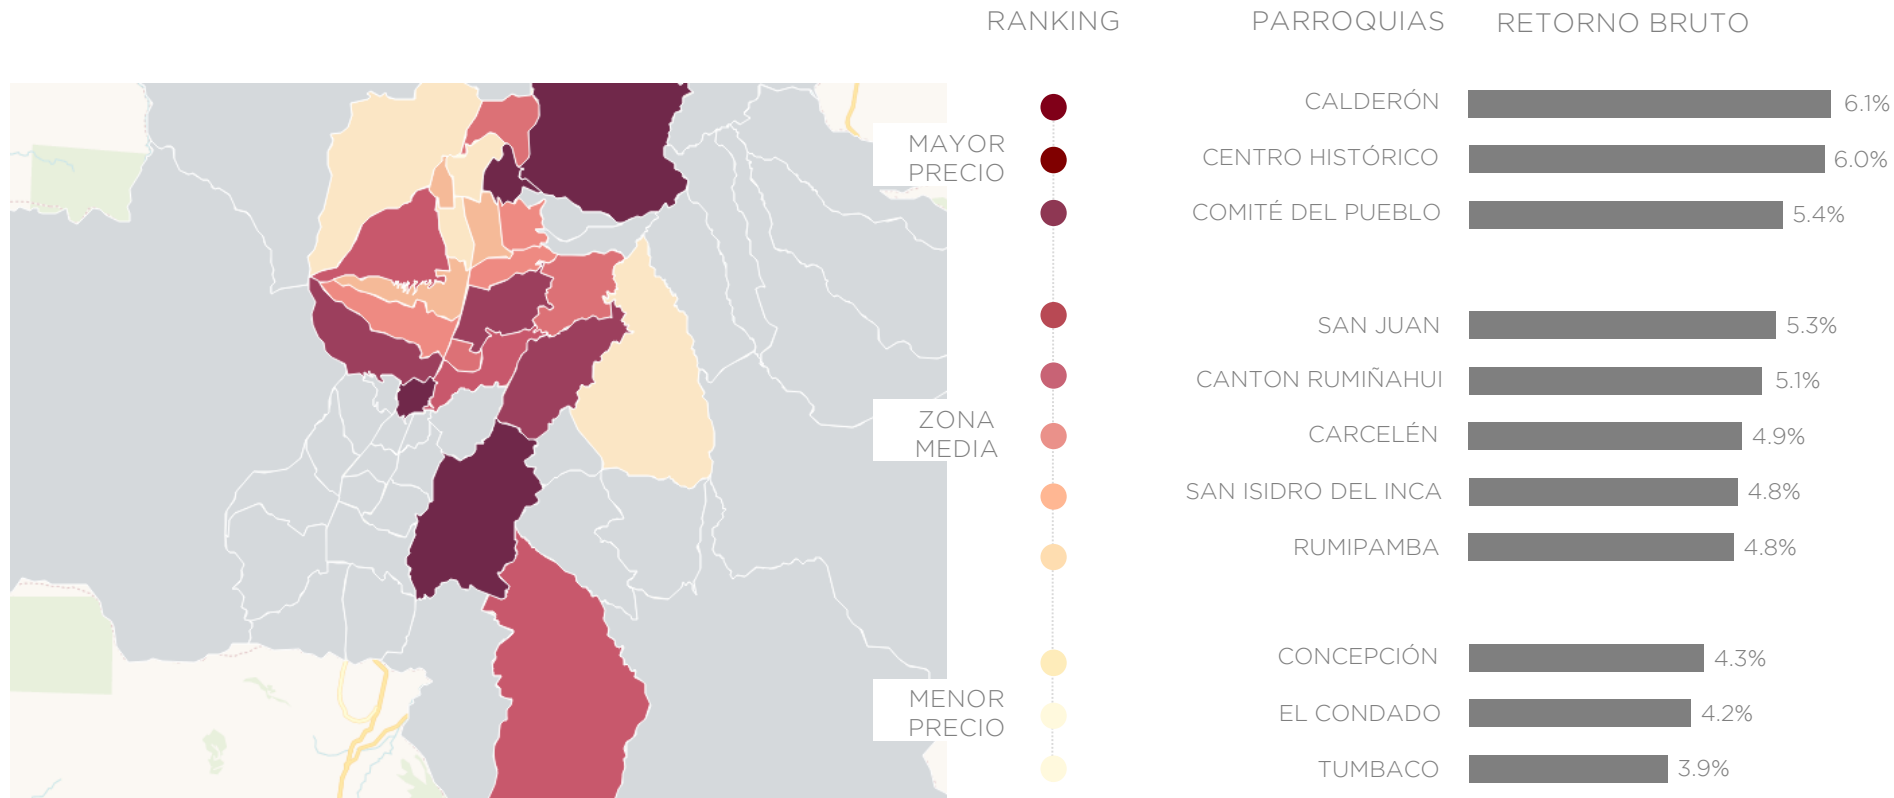 RANKING PARROQUIAS RETORNO BRUTO
MAYOR
PRECIO
CALDERÓN 6.1%
CENTRO HISTÓRICO 6.0%
COMITÉ DEL PUEBLO 5.4%
ZONA
MEDIA
SAN JUAN 5.3%
CANTON RUMIÑAHUI 5.1%
CARCELÉN 4.9%
SAN ISIDRO DEL INCA 4.8%
RUMIPAMBA 4.8%
MENOR
PRECIO
CONCEPCIÓN 4.3%
EL CONDADO 4.2%
TUMBACO 3.9%